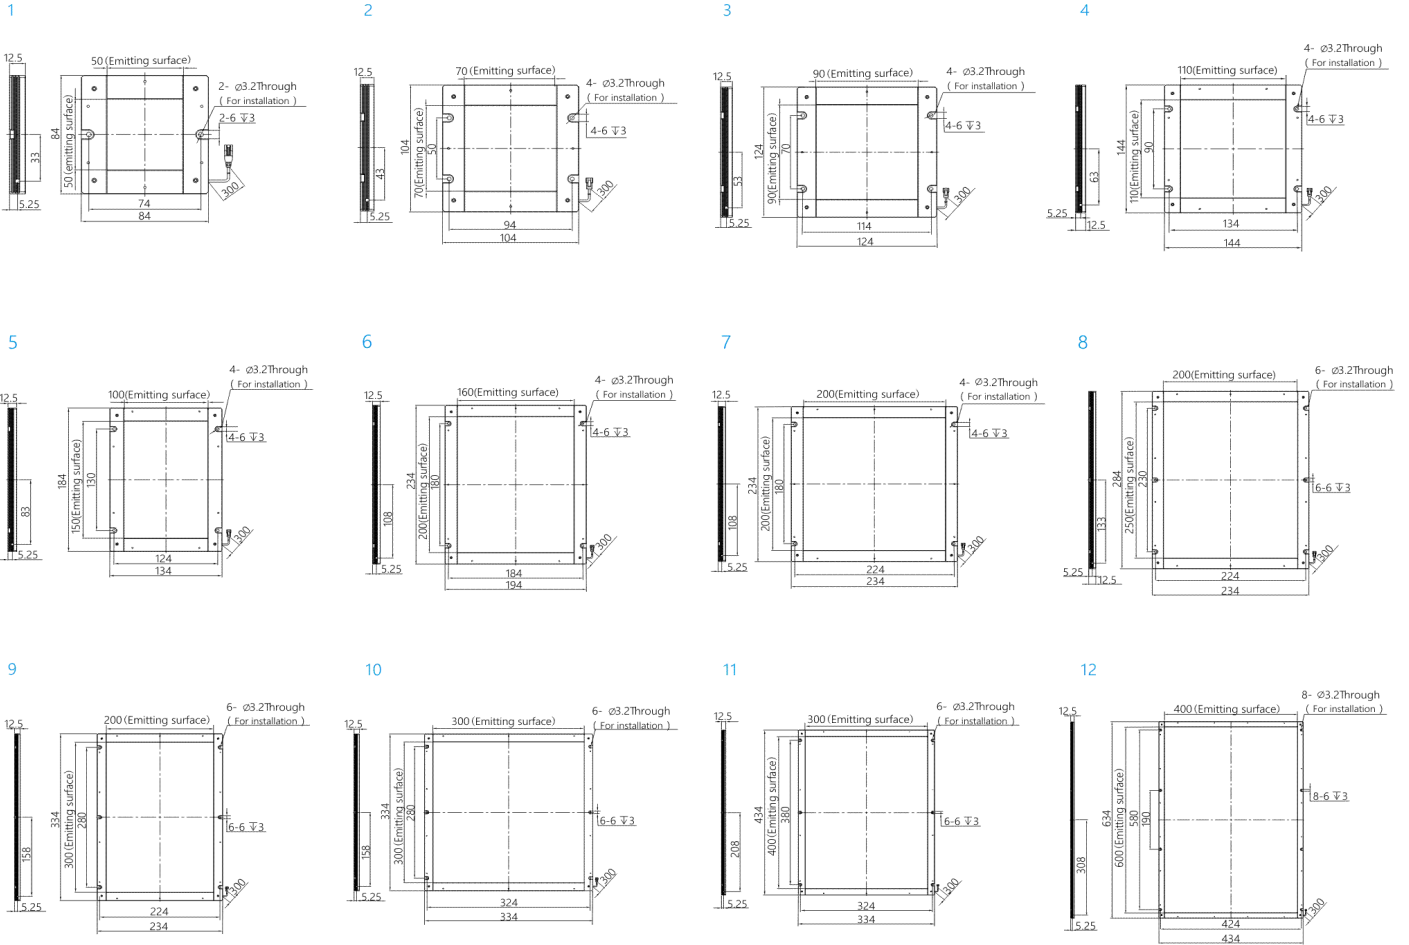 1
12.5
50(Emitting surface)
2- ⌀3.2Through
( For installation )
2-6 ↧3
84
50(emitting surface)
33
300
5.25
74
84
2
12.5
70(Emitting surface)
4- ⌀3.2Through
( For installation )
4-6 ↧3
104
70(Emitting surface)
50
43
300
5.25
94
104
3
12.5
90(Emitting surface)
4- ⌀3.2Through
( For installation )
4-6 ↧3
124
90(Emitting surface)
70
53
300
5.25
114
124
4
110(Emitting surface)
4- ⌀3.2Through
( For installation )
4-6 ↧3
144
110(Emitting surface)
90
63
300
5.25
12.5
134
144
5
12.5
100(Emitting surface)
4- ⌀3.2Through
( For installation )
4-6 ↧3
184
150(Emitting surface)
130
83
300
5.25
124
134
6
12.5
160(Emitting surface)
4- ⌀3.2Through
( For installation )
4-6 ↧3
234
200(Emitting surface)
180
108
300
5.25
184
194
7
12.5
200(Emitting surface)
4- ⌀3.2Through
( For installation )
4-6 ↧3
234
200(Emitting surface)
180
108
300
5.25
224
234
8
200(Emitting surface)
6- ⌀3.2Through
( For installation )
6-6 ↧3
284
250(Emitting surface)
230
133
300
5.25
12.5
224
234
9
12.5
200(Emitting surface)
6- ⌀3.2Through
( For installation )
6-6 ↧3
334
300(Emitting surface)
280
158
300
5.25
224
234
10
12.5
300(Emitting surface)
6- ⌀3.2Through
( For installation )
6-6 ↧3
334
300(Emitting surface)
280
158
300
5.25
324
334
11
12.5
300(Emitting surface)
6- ⌀3.2Through
( For installation )
6-6 ↧3
434
400(Emitting surface)
380
208
300
5.25
324
334
12
12.5
400(Emitting surface)
8- ⌀3.2Through
( For installation )
8-6 ↧3
634
600(Emitting surface)
580
190
308
300
5.25
424
434